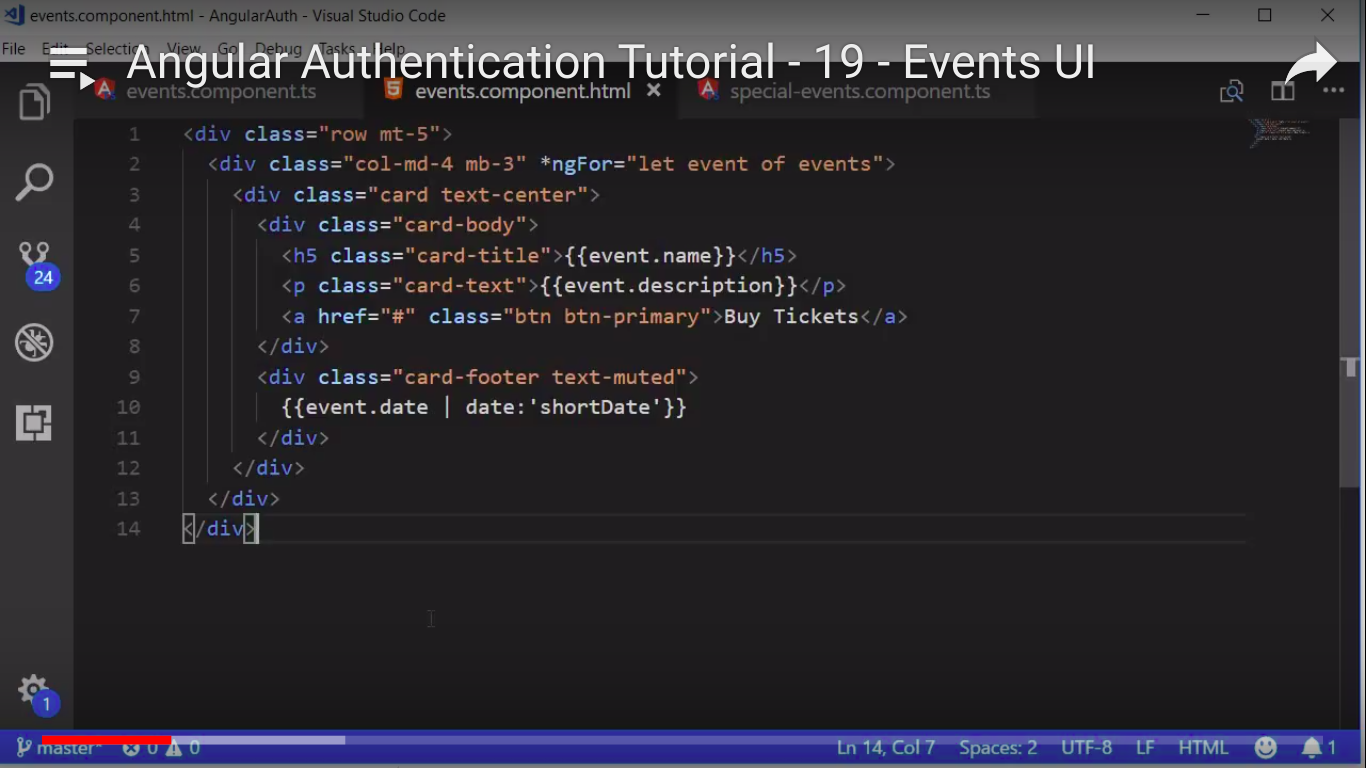 events.component.html - AngularAuth - Visual Studio Code
File Edit Selection View Go Debug Tasks Help
Angular Authentication Tutorial - 19 - Events UI
events.component.ts events.component.html special-events.component.ts
1 <div class="row mt-5">
2 <div class="col-md-4 mb-3" *ngFor="let event of events">
3 <div class="card text-center">
4 <div class="card-body">
5 <h5 class="card-title">{{event.name}}</h5>
6 <p class="card-text">{{event.description}}</p>
7 <a href="#" class="btn btn-primary">Buy Tickets</a>
8 </div>
9 <div class="card-footer text-muted">
10 {{event.date | date:'shortDate'}}
11 </div>
12 </div>
13 </div>
14 </div>
24
1
master* 0 0 Ln 14, Col 7 Spaces: 2 UTF-8 LF HTML 1